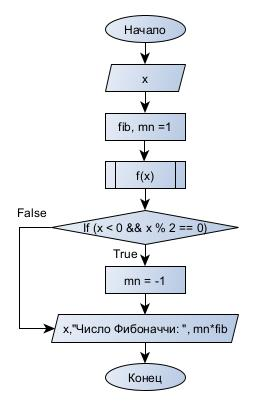 Начало
x
fib, mn =1
f(x)
If (x < 0 && x % 2 == 0)
False
True
mn = -1
x,"Число Фибоначчи: ", mn*fib
Конец